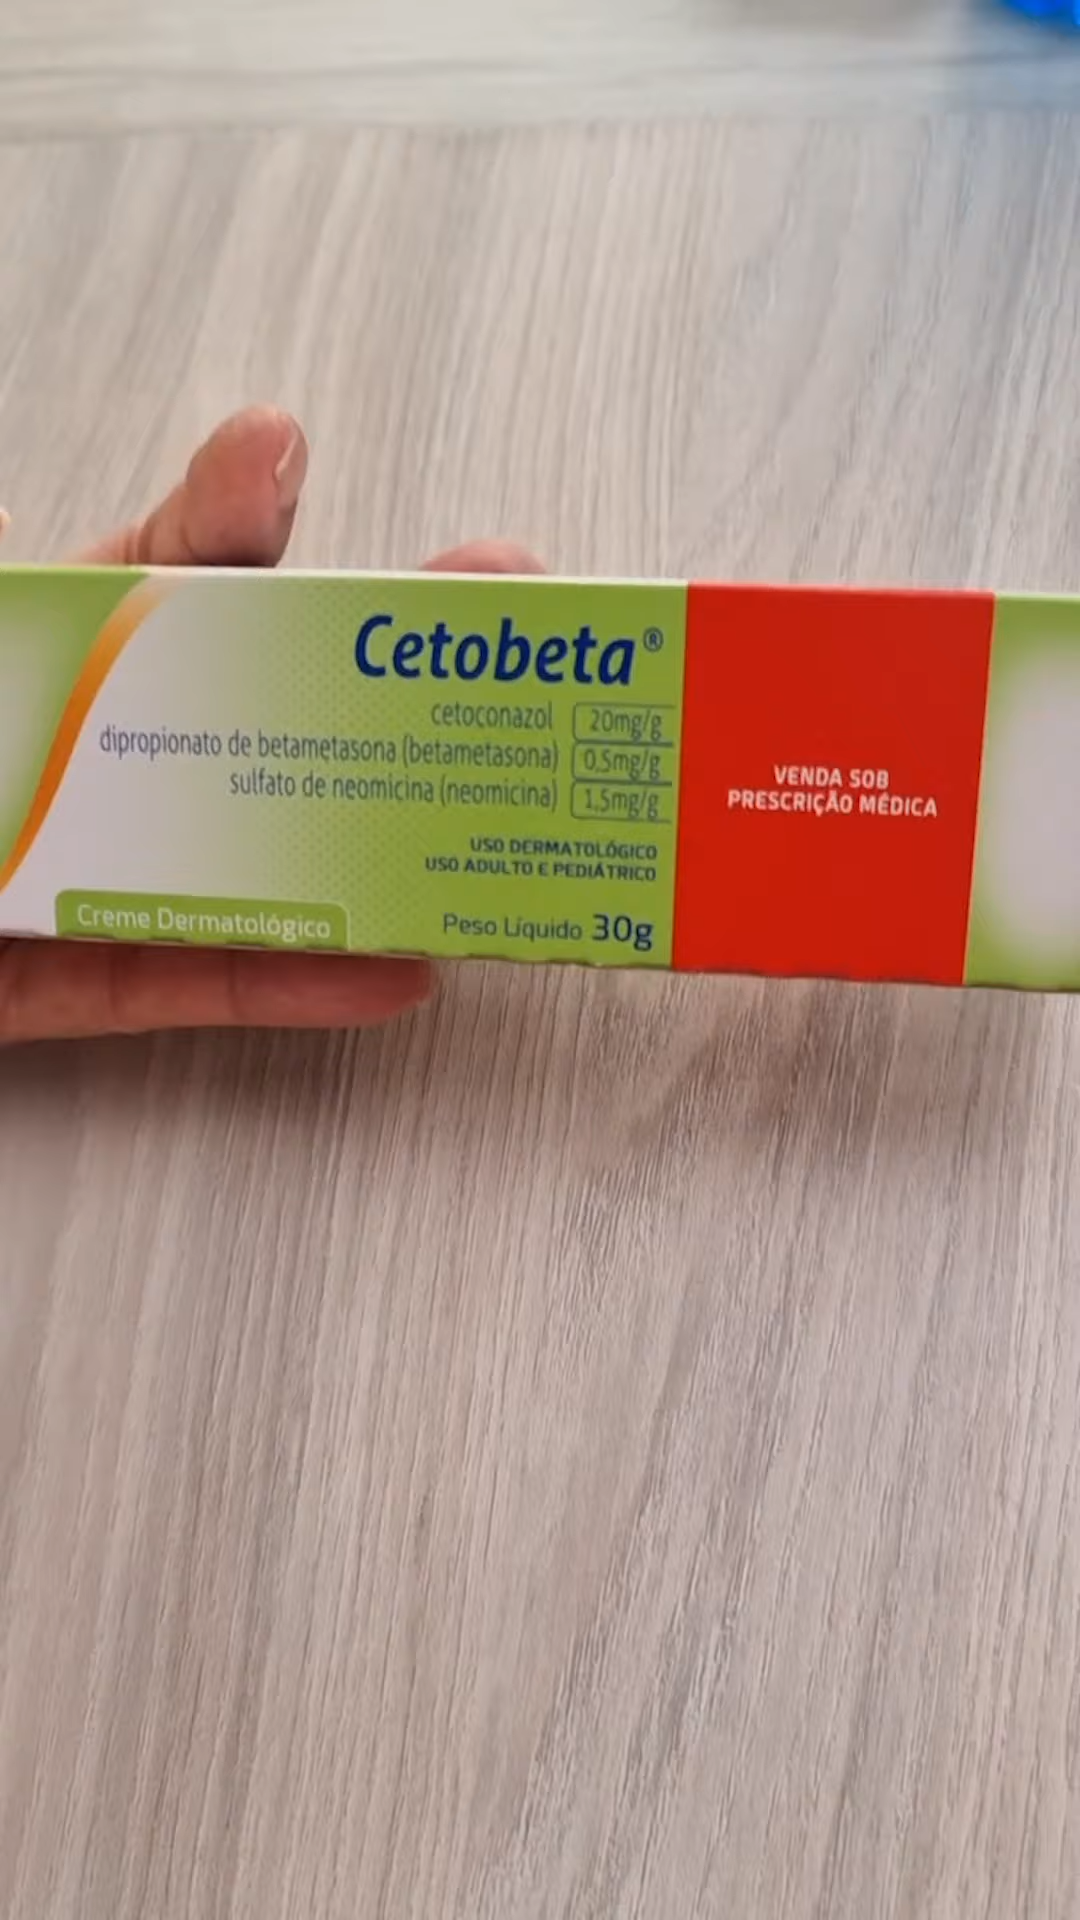 Cetobeta®
cetoconazol 20mg/g
dipropionato de betametasona (betametasona) 0,5mg/g
sulfato de neomicina (neomicina) 1,5mg/g
USO DERMATOLÓGICO
USO ADULTO E PEDIÁTRICO
Creme Dermatológico
Peso Líquido 30g
VENDA SOB
PRESCRIÇÃO MÉDICA